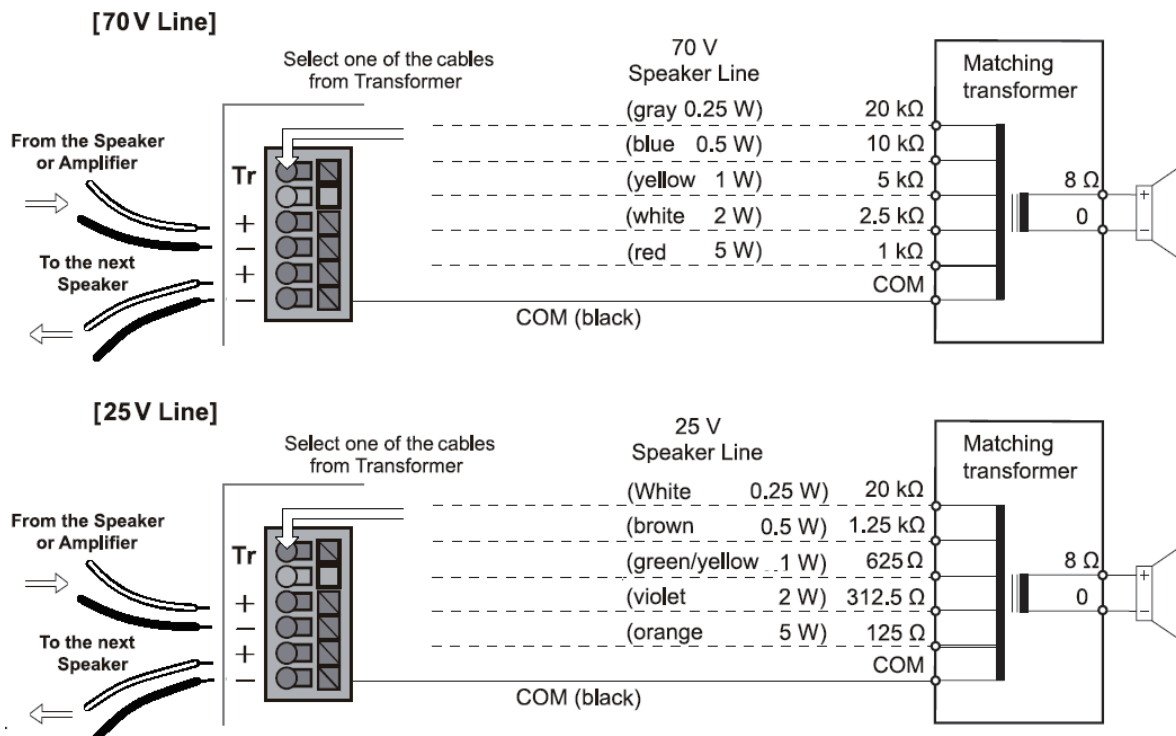 [70V Line]
Select one of the cables
from Transformer
70 V
Speaker Line
Matching
transformer
From the Speaker
or Amplifier
To the next
Speaker
Tr
+
−
+
−
(gray 0.25 W) 20 kΩ
(blue 0.5 W) 10 kΩ
(yellow 1 W) 5 kΩ
(white 2 W) 2.5 kΩ
(red 5 W) 1 kΩ
COM
COM (black)
8 Ω
0
+
−
[25V Line]
Select one of the cables
from Transformer
25 V
Speaker Line
Matching
transformer
From the Speaker
or Amplifier
To the next
Speaker
Tr
+
−
+
−
(White 0.25 W) 20 kΩ
(brown 0.5 W) 1.25 kΩ
(green/yellow 1 W) 625 Ω
(violet 2 W) 312.5 Ω
(orange 5 W) 125 Ω
COM
COM (black)
8 Ω
0
+
−